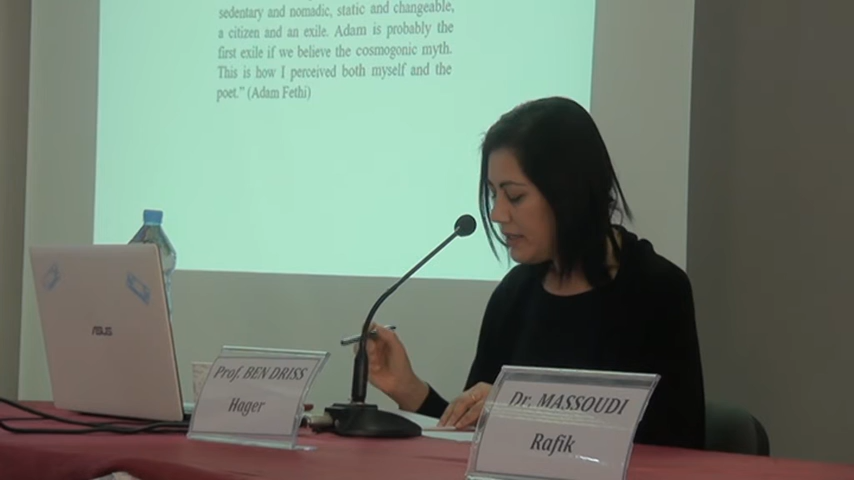 sedentary and nomadic, static and changeable,
a citizen and an exile. Adam is probably the
first exile if we believe the cosmogonic myth.
This is how I perceived both myself and the
poet." (Adam Fethi)
ASUS
Prof. BEN DRISS
Hager
Dr. MASSOUDI
Rafik